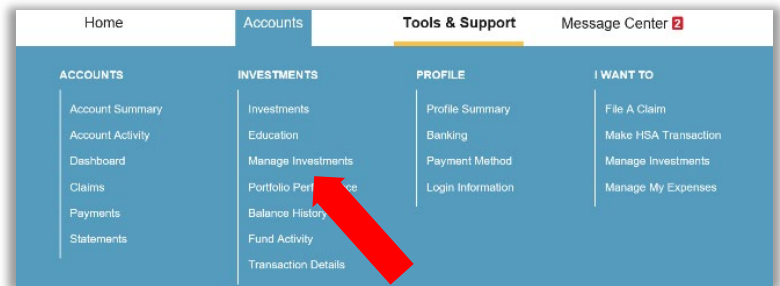 Home Accounts Tools & Support Message Center 2
ACCOUNTS
Account Summary
Account Activity
Dashboard
Claims
Payments
Statements
INVESTMENTS
Investments
Education
Manage Investments
Portfolio
Balance History
Fund Activity
Transaction Details
PROFILE
Profile Summary
Banking
Payment Method
Login Information
I WANT TO
File A Claim
Make HSA Transaction
Manage Investments
Manage My Expenses